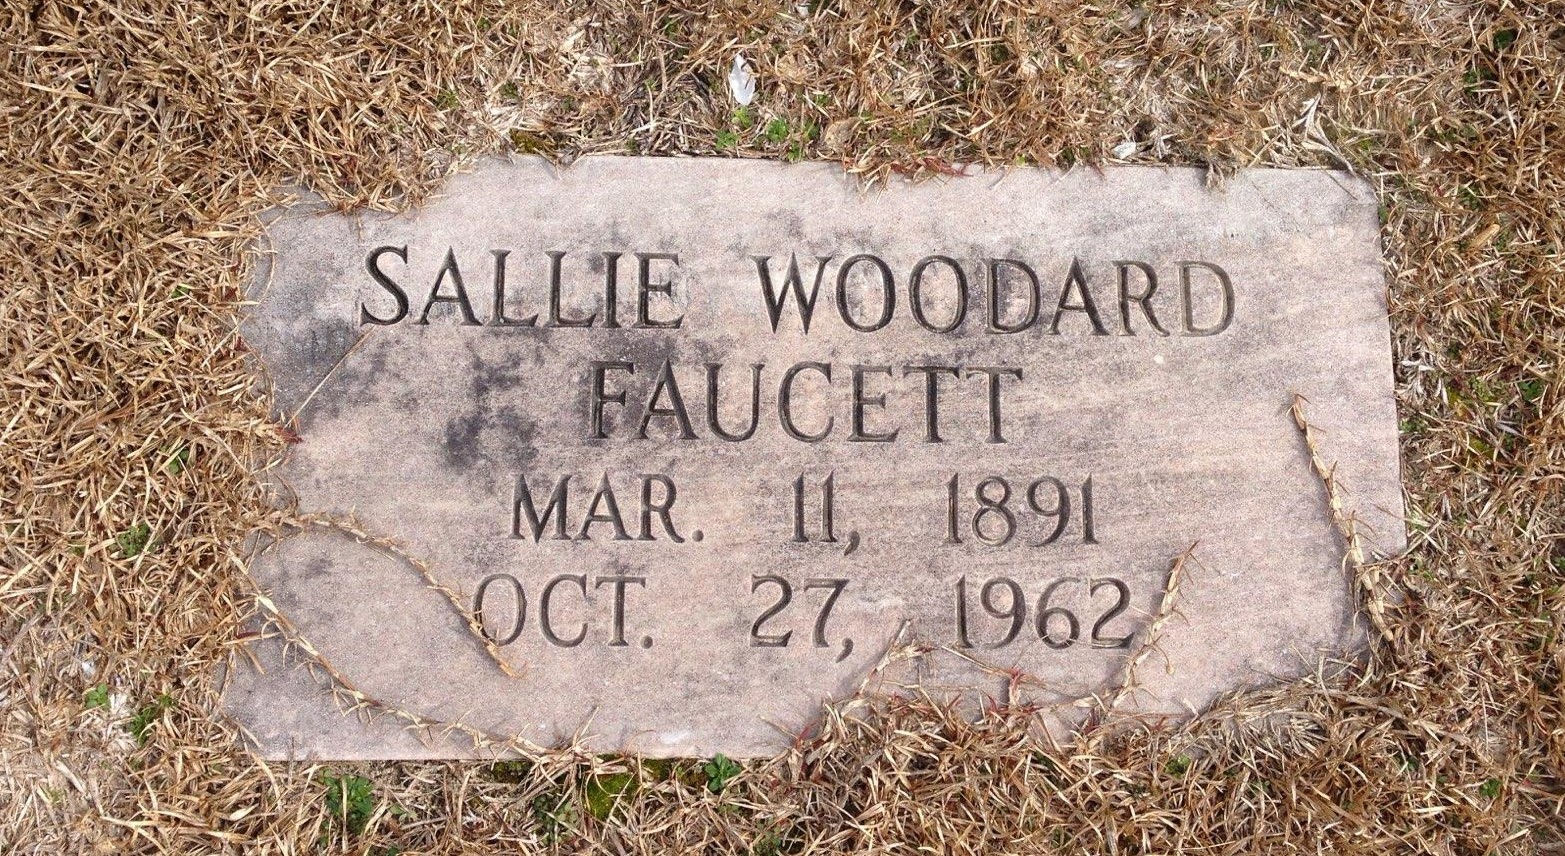 SALLIE WOODARD
FAUCETT
MAR. 11, 1891
OCT. 27, 1962